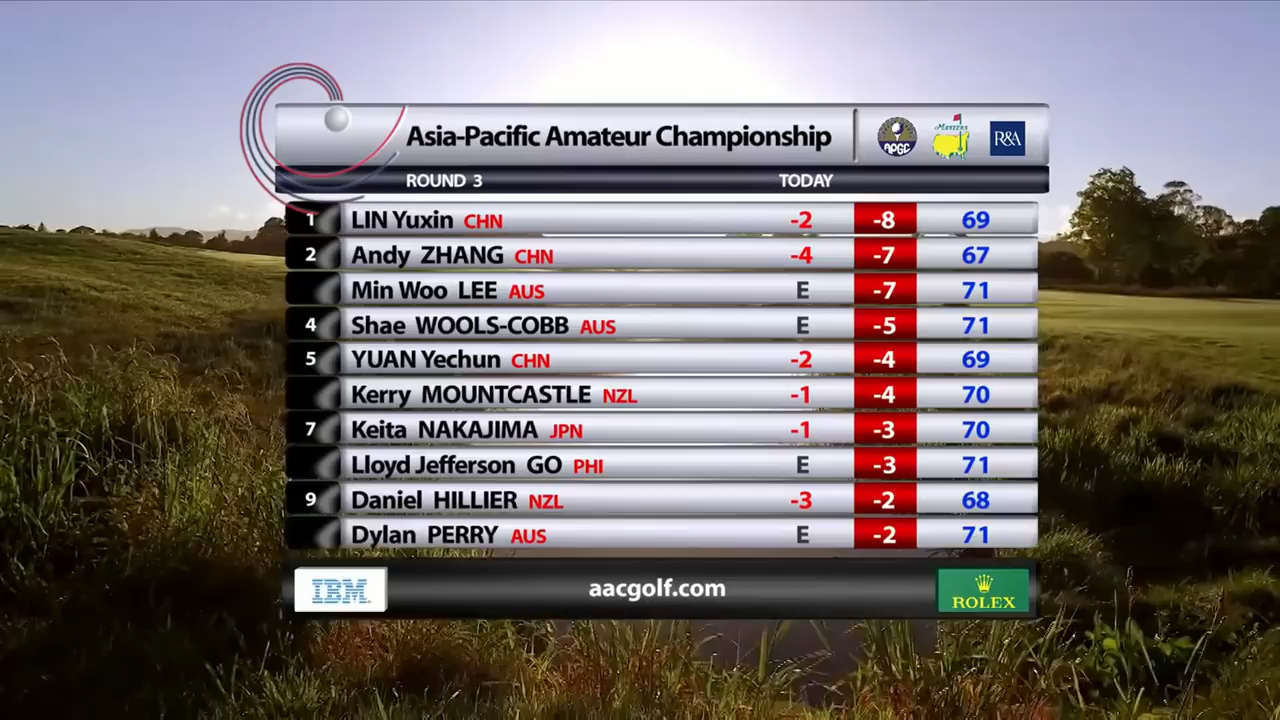 Asia-Pacific Amateur Championship APGC Masters R&A
ROUND 3 TODAY
1 LIN Yuxin CHN -2 -8 69
2 Andy ZHANG CHN -4 -7 67
Min Woo LEE AUS E -7 71
4 Shae WOOLS-COBB AUS E -5 71
5 YUAN Yechun CHN -2 -4 69
Kerry MOUNTCASTLE NZL -1 -4 70
7 Keita NAKAJIMA JPN -1 -3 70
Lloyd Jefferson GO PHI E -3 71
9 Daniel HILLIER NZL -3 -2 68
Dylan PERRY AUS E -2 71
IBM aacgolf.com ROLEX